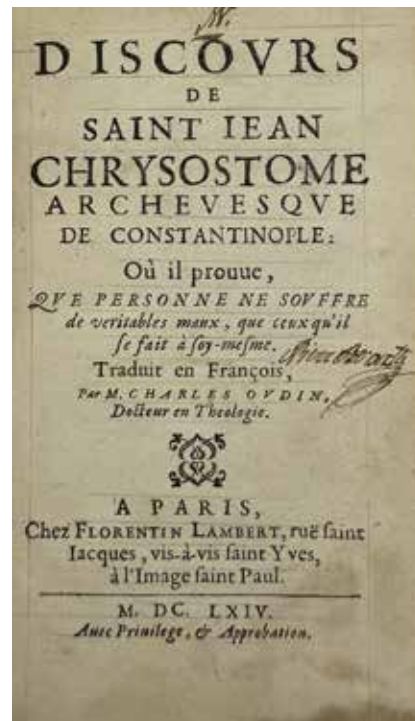 DISCOVRS
DE
SAINT IEAN
CHRYSOSTOME
ARCHEVESQVE
DE CONSTANTINOPLE:
Où il prouue,
QVE PERSONNE NE SOVFFRE
de veritables maux, que ceux qu'il
se fait à soy-mesme.
Traduit en François,
Par M. CHARLES OVDIN,
Docteur en Theologie.
A PARIS,
Chez FLORENTIN LAMBERT, ruë saint
Iacques, vis-à-vis saint Yves,
à l'Image saint Paul.
M. DC. LXIV.
Auec Priuilege, & Approbation.